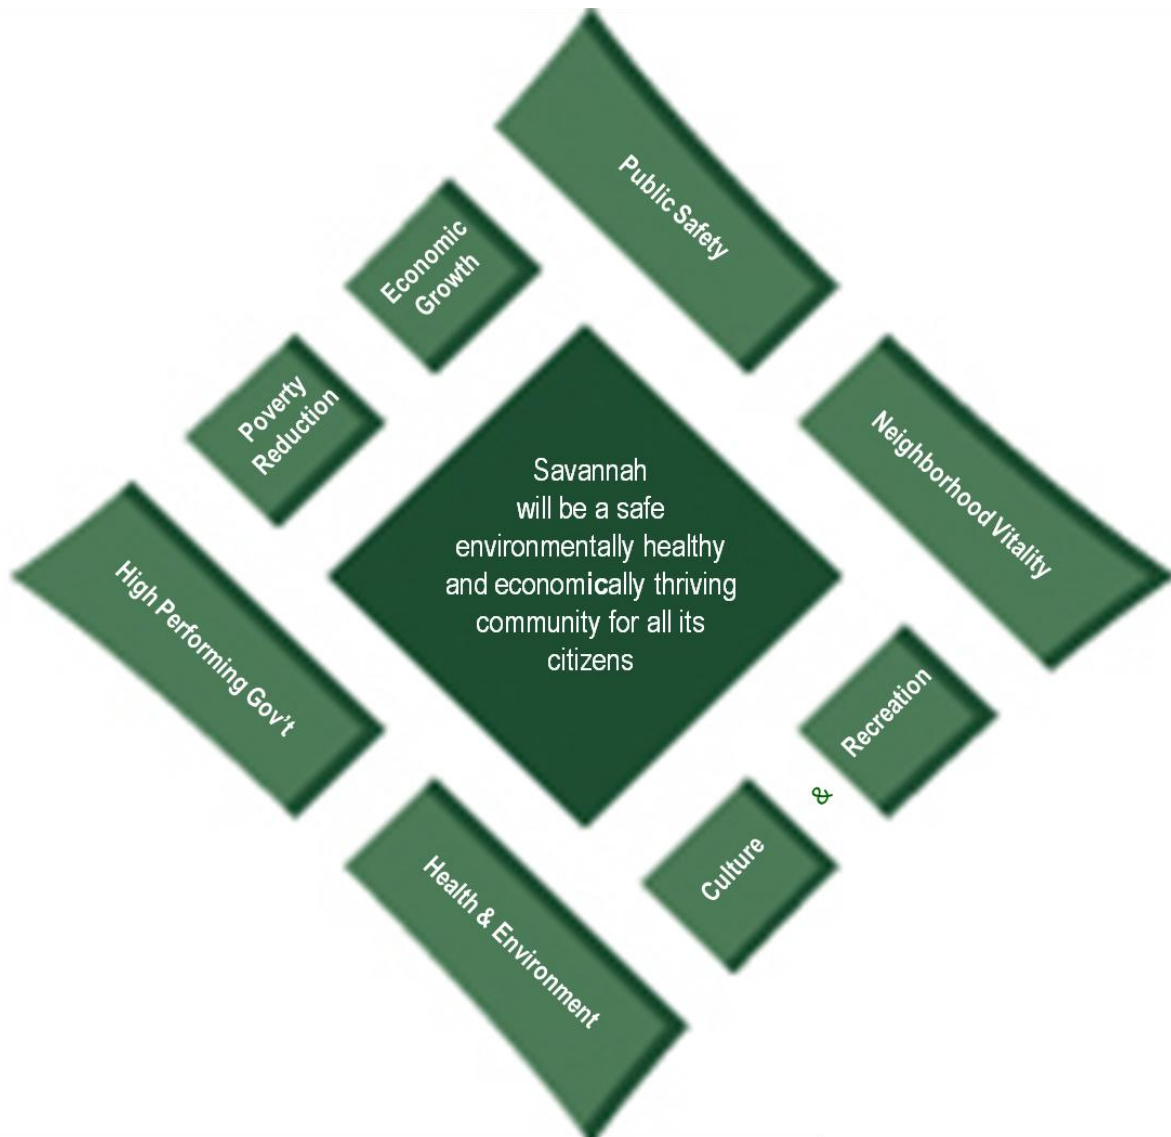 Public Safety
Economic
Growth
Poverty
Reduction
Neighborhood Vitality
Savannah
will be a safe
environmentally healthy
and economically thriving
community for all its
citizens
High Performing Gov't
Recreation
&
Culture
Health & Environment